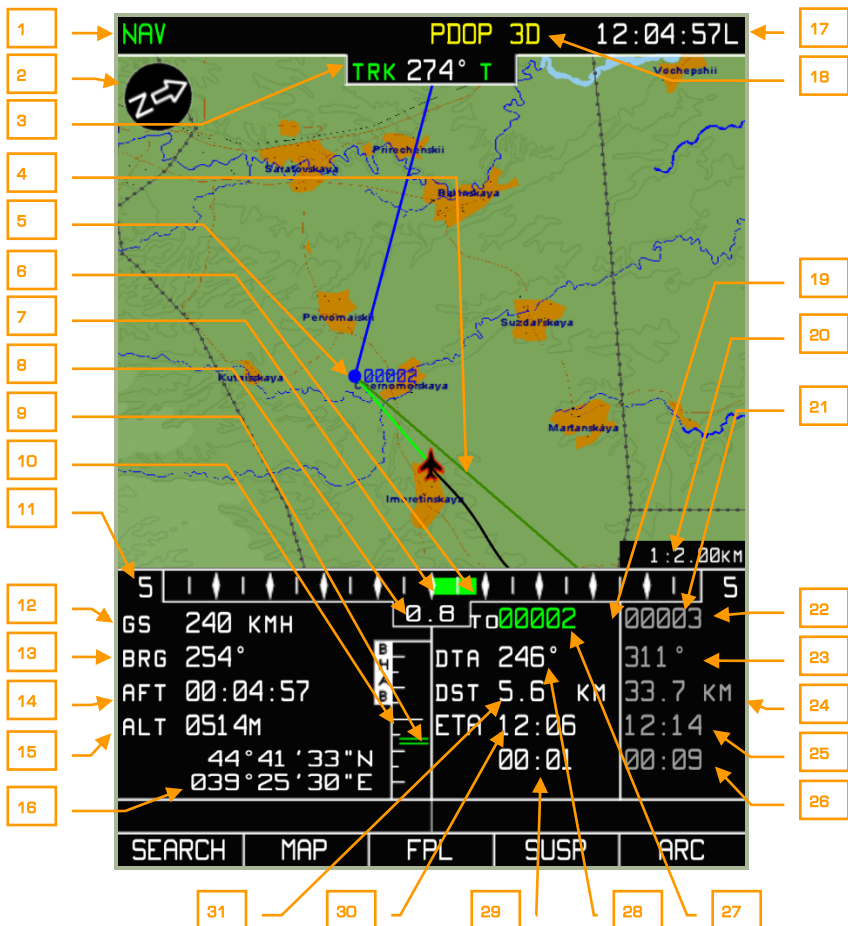 1 NAV PDOP 3D 12:04:57L 17
2 N TRK 274° T Vochepshii 18
3
Prirechenskii
4 Saratovskaya
Bakinskaya
5
6 19
7 Pervomaiskii Suzdal'skaya 20
8 Kutaisskaya 00002 Chernomorskaya 21
9
10 Martanskaya
11 Imeretinskaya
1:2.00KM
5 5
0.8
12 GS 240 KMH TO 00002 00003 22
13 BRG 254° DTA 246° 311° 23
14 AFT 00:04:57 DST 5.6 KM 33.7 KM 24
15 ALT 0514M ETA 12:06 12:14 25
44°41'33"N 00:01 00:09
16 039°25'30"E 26
SEARCH MAP FPL SUSP ARC
31 30 29 28 27